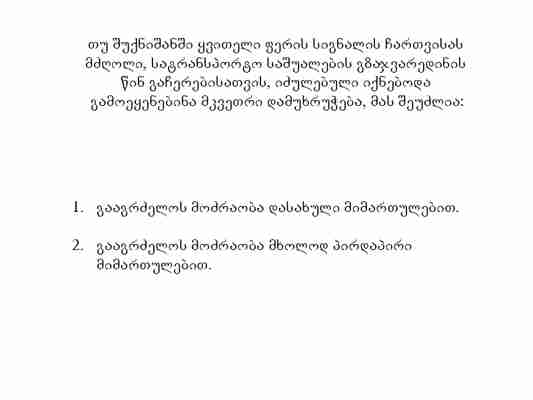 თუ შუქნიშანში ყვითელი ფერის სიგნალის ჩართვისას
მძღოლი, სატრანსპორტო საშუალების გზაჯვარედინის
წინ გაჩერებისათვის, იძულებული იქნებოდა
გამოეყენებინა მკვეთრი დამუხრუჭება, მას შეუძლია:
1. გააგრძელოს მოძრაობა დასახული მიმართულებით.
2. გააგრძელოს მოძრაობა მხოლოდ პირდაპირი
მიმართულებით.